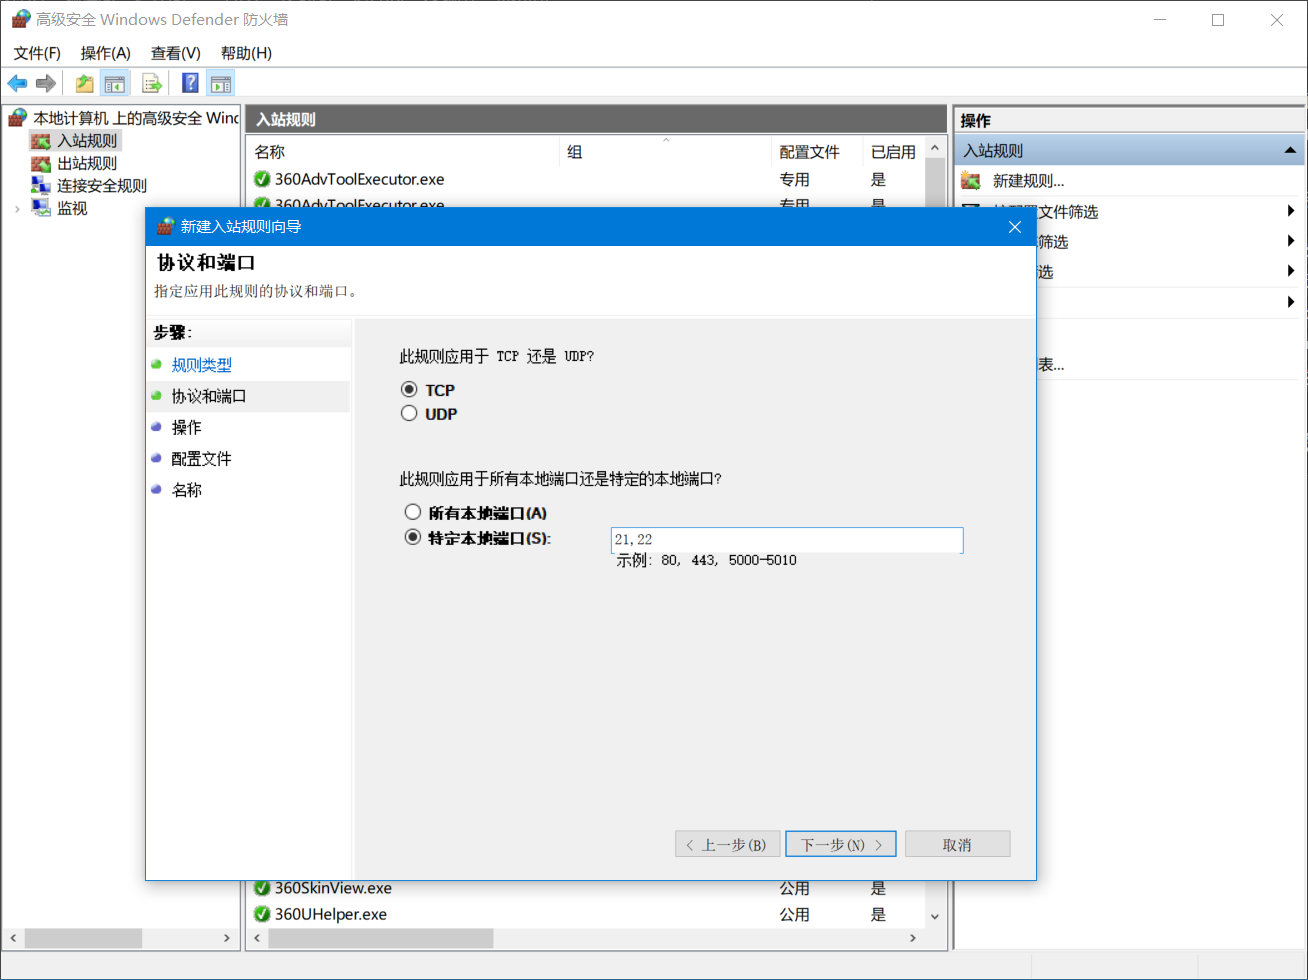 高级安全 Windows Defender 防火墙
文件(F) 操作(A) 查看(V) 帮助(H)
本地计算机 上的高级安全 Wind
入站规则
出站规则
连接安全规则
监视
入站规则
名称 组 配置文件 已启用
360AdvToolExecutor.exe 专用 是
360AdvToolExecutor.exe 专用 是
操作
入站规则
新建规则...
文件筛选
筛选
选
表...
新建入站规则向导
协议和端口
指定应用此规则的协议和端口。
步骤:
规则类型
协议和端口
操作
配置文件
名称
此规则应用于 TCP 还是 UDP?
TCP
UDP
此规则应用于所有本地端口还是特定的本地端口?
所有本地端口(A)
特定本地端口(S):
21,22
示例: 80, 443, 5000-5010
< 上一步(B) 下一步(N) > 取消
360SkinView.exe 公用 是
360UHelper.exe 公用 是